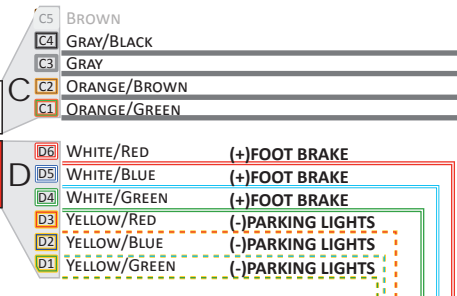 C5 BROWN
C4 GRAY/BLACK
C3 GRAY
C C2 ORANGE/BROWN
C1 ORANGE/GREEN
D6 WHITE/RED (+)FOOT BRAKE
D D5 WHITE/BLUE (+)FOOT BRAKE
D4 WHITE/GREEN (+)FOOT BRAKE
D3 YELLOW/RED (-)PARKING LIGHTS
D2 YELLOW/BLUE (-)PARKING LIGHTS
D1 YELLOW/GREEN (-)PARKING LIGHTS